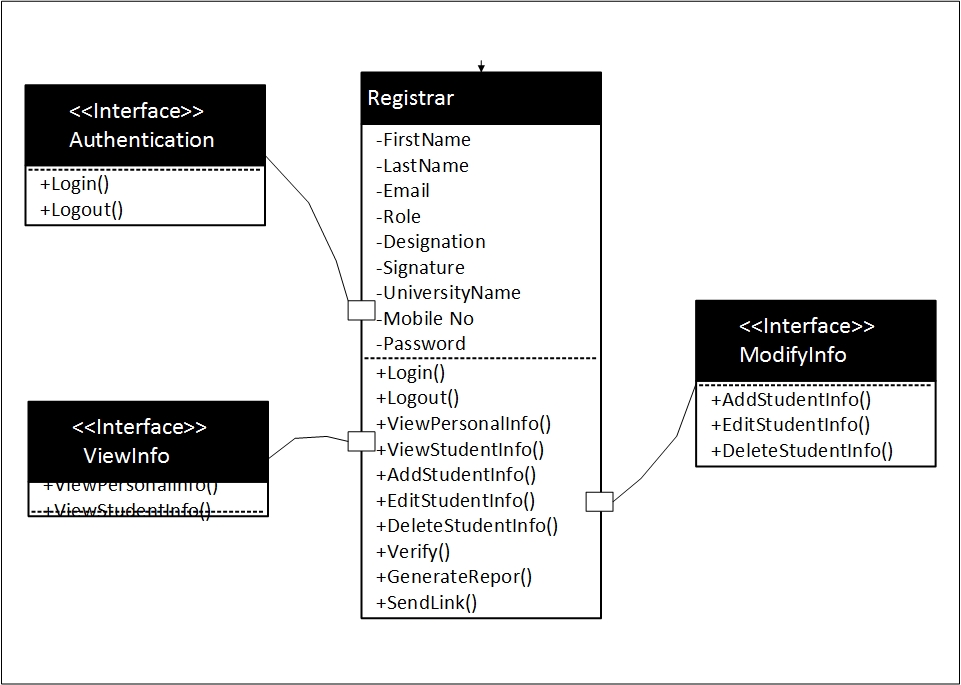 <<Interface>>
Authentication
+Login()
+Logout()
<<Interface>>
ViewInfo
+ViewPersonalInfo()
+ViewStudentInfo()
Registrar
-FirstName
-LastName
-Email
-Role
-Designation
-Signature
-UniversityName
-Mobile No
-Password
+Login()
+Logout()
+ViewPersonalInfo()
+ViewStudentInfo()
+AddStudentInfo()
+EditStudentInfo()
+DeleteStudentInfo()
+Verify()
+GenerateRepor()
+SendLink()
<<Interface>>
ModifyInfo
+AddStudentInfo()
+EditStudentInfo()
+DeleteStudentInfo()